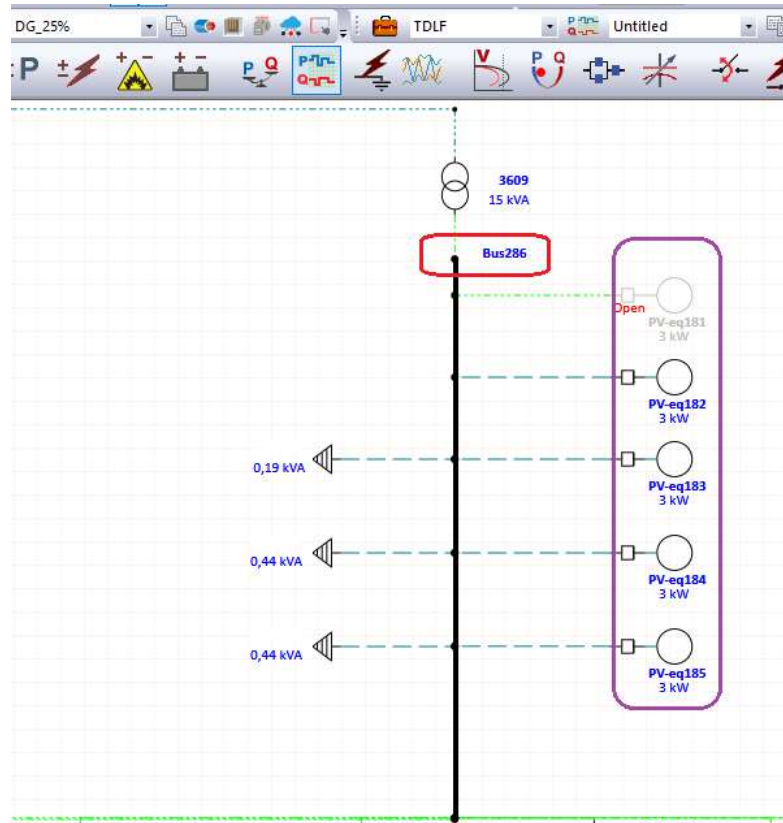 DG_25%
TDLF
P
Q
Untitled
P
P Q
P
Q
V
P Q
3609
15 kVA
Bus286
Open
PV-eq181
3 kW
PV-eq182
3 kW
0,19 kVA
PV-eq183
3 kW
0,44 kVA
PV-eq184
3 kW
0,44 kVA
PV-eq185
3 kW